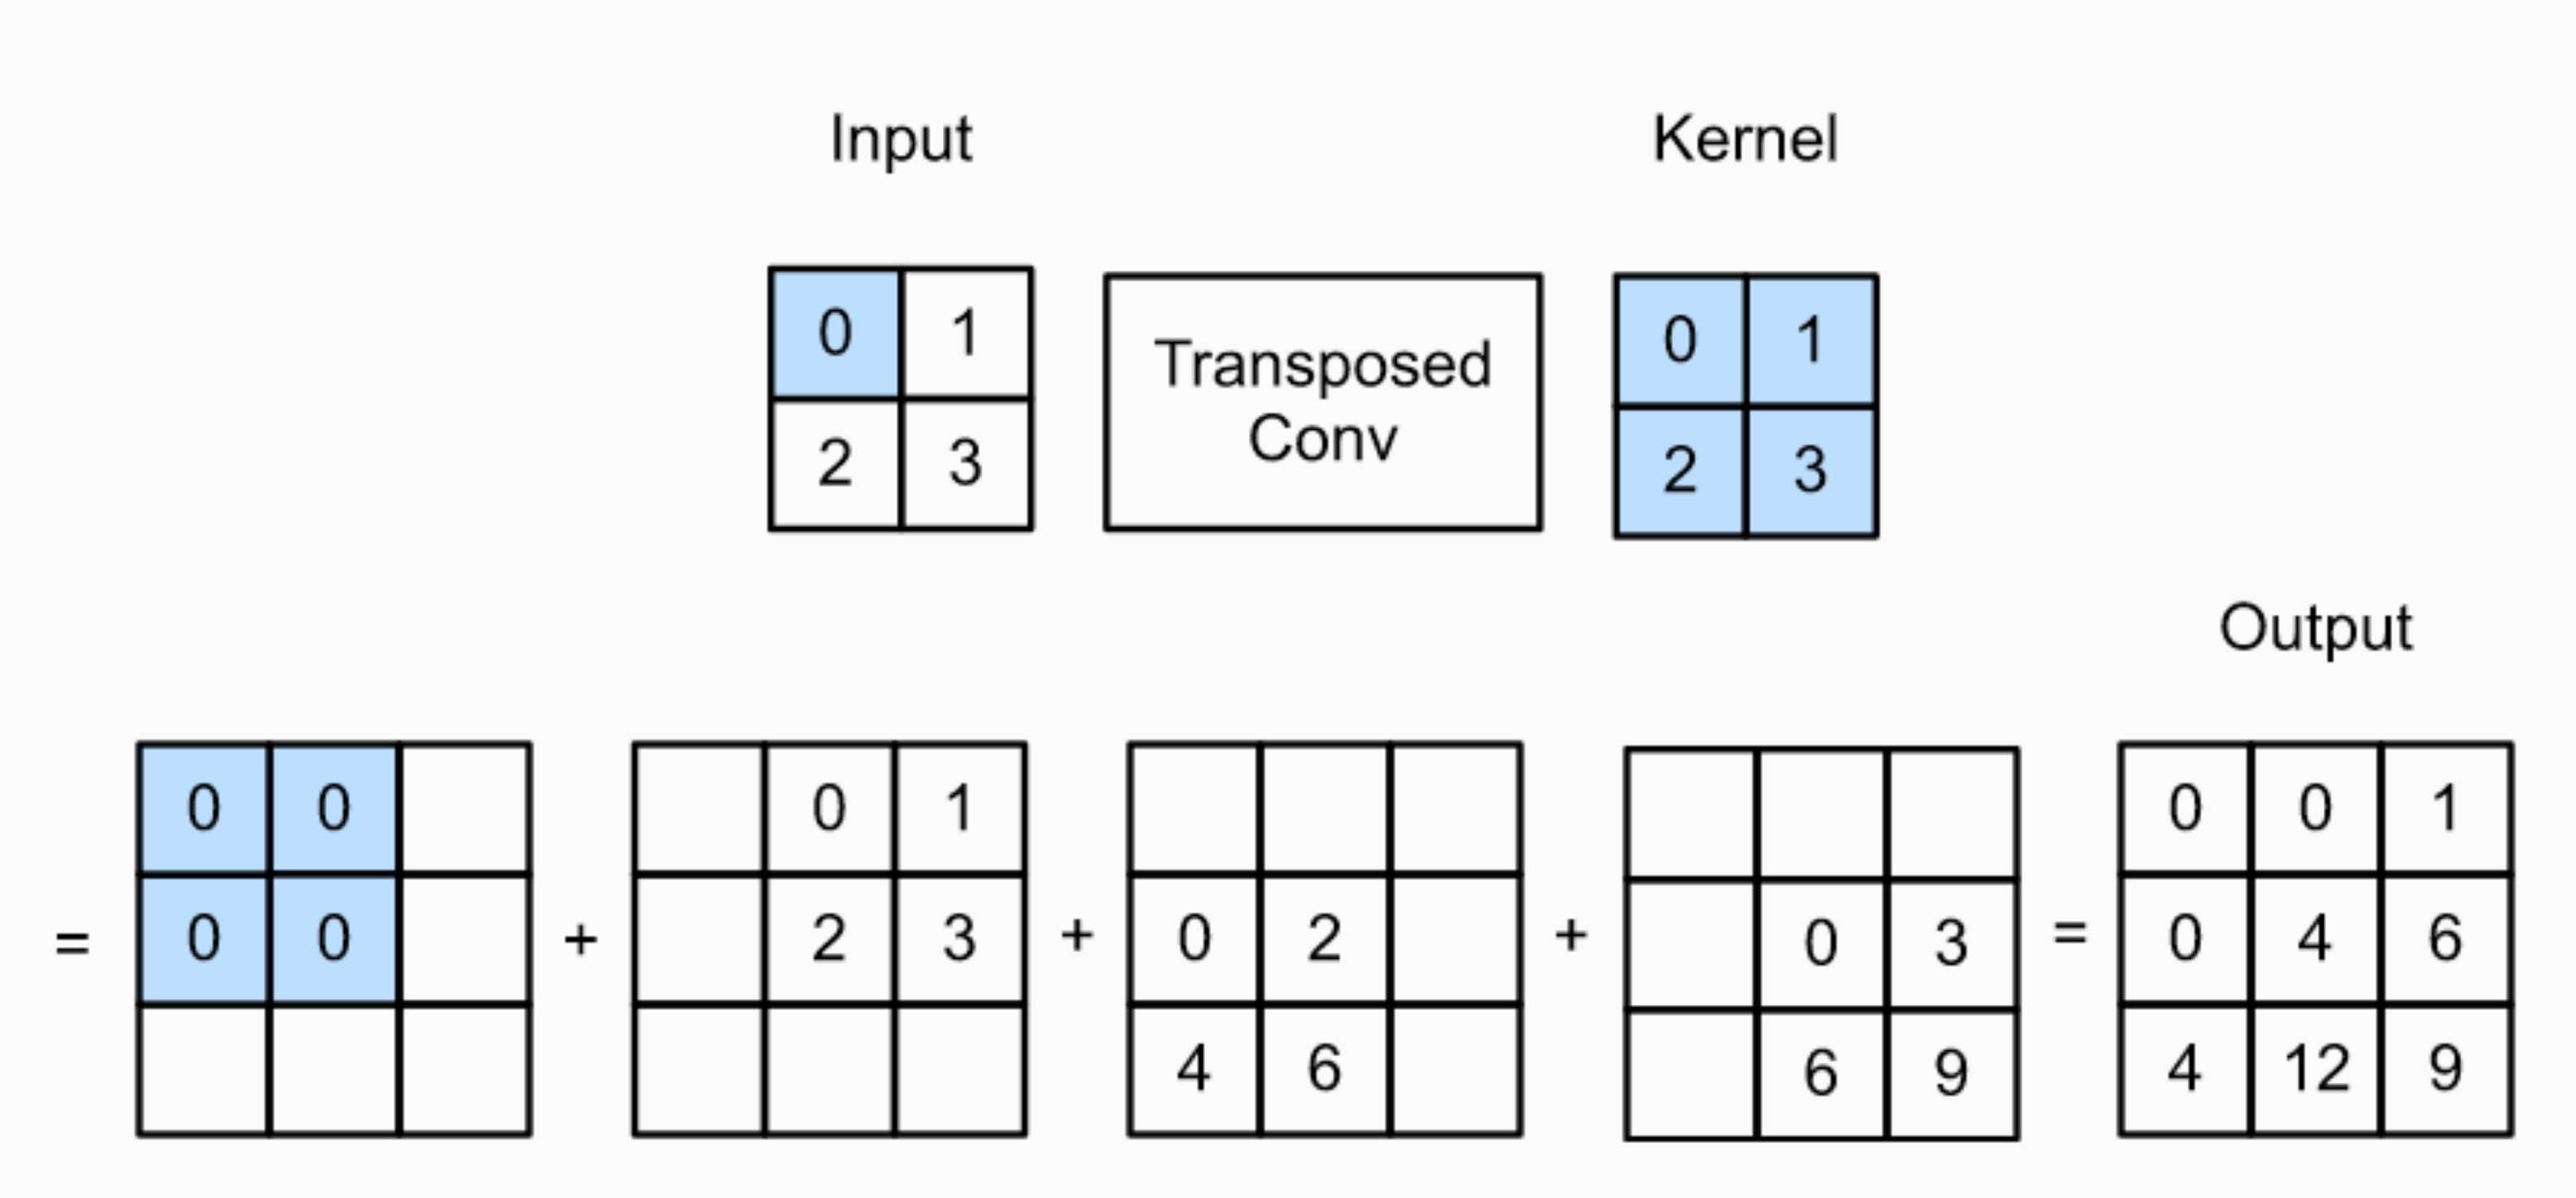 Input Kernel
0 1
2 3
Transposed
Conv
0 1
2 3
Output
0 0 0 1 0 0 1
= 0 0 + 2 3 + 0 2 + 0 3 = 0 4 6
4 6 6 9 4 12 9